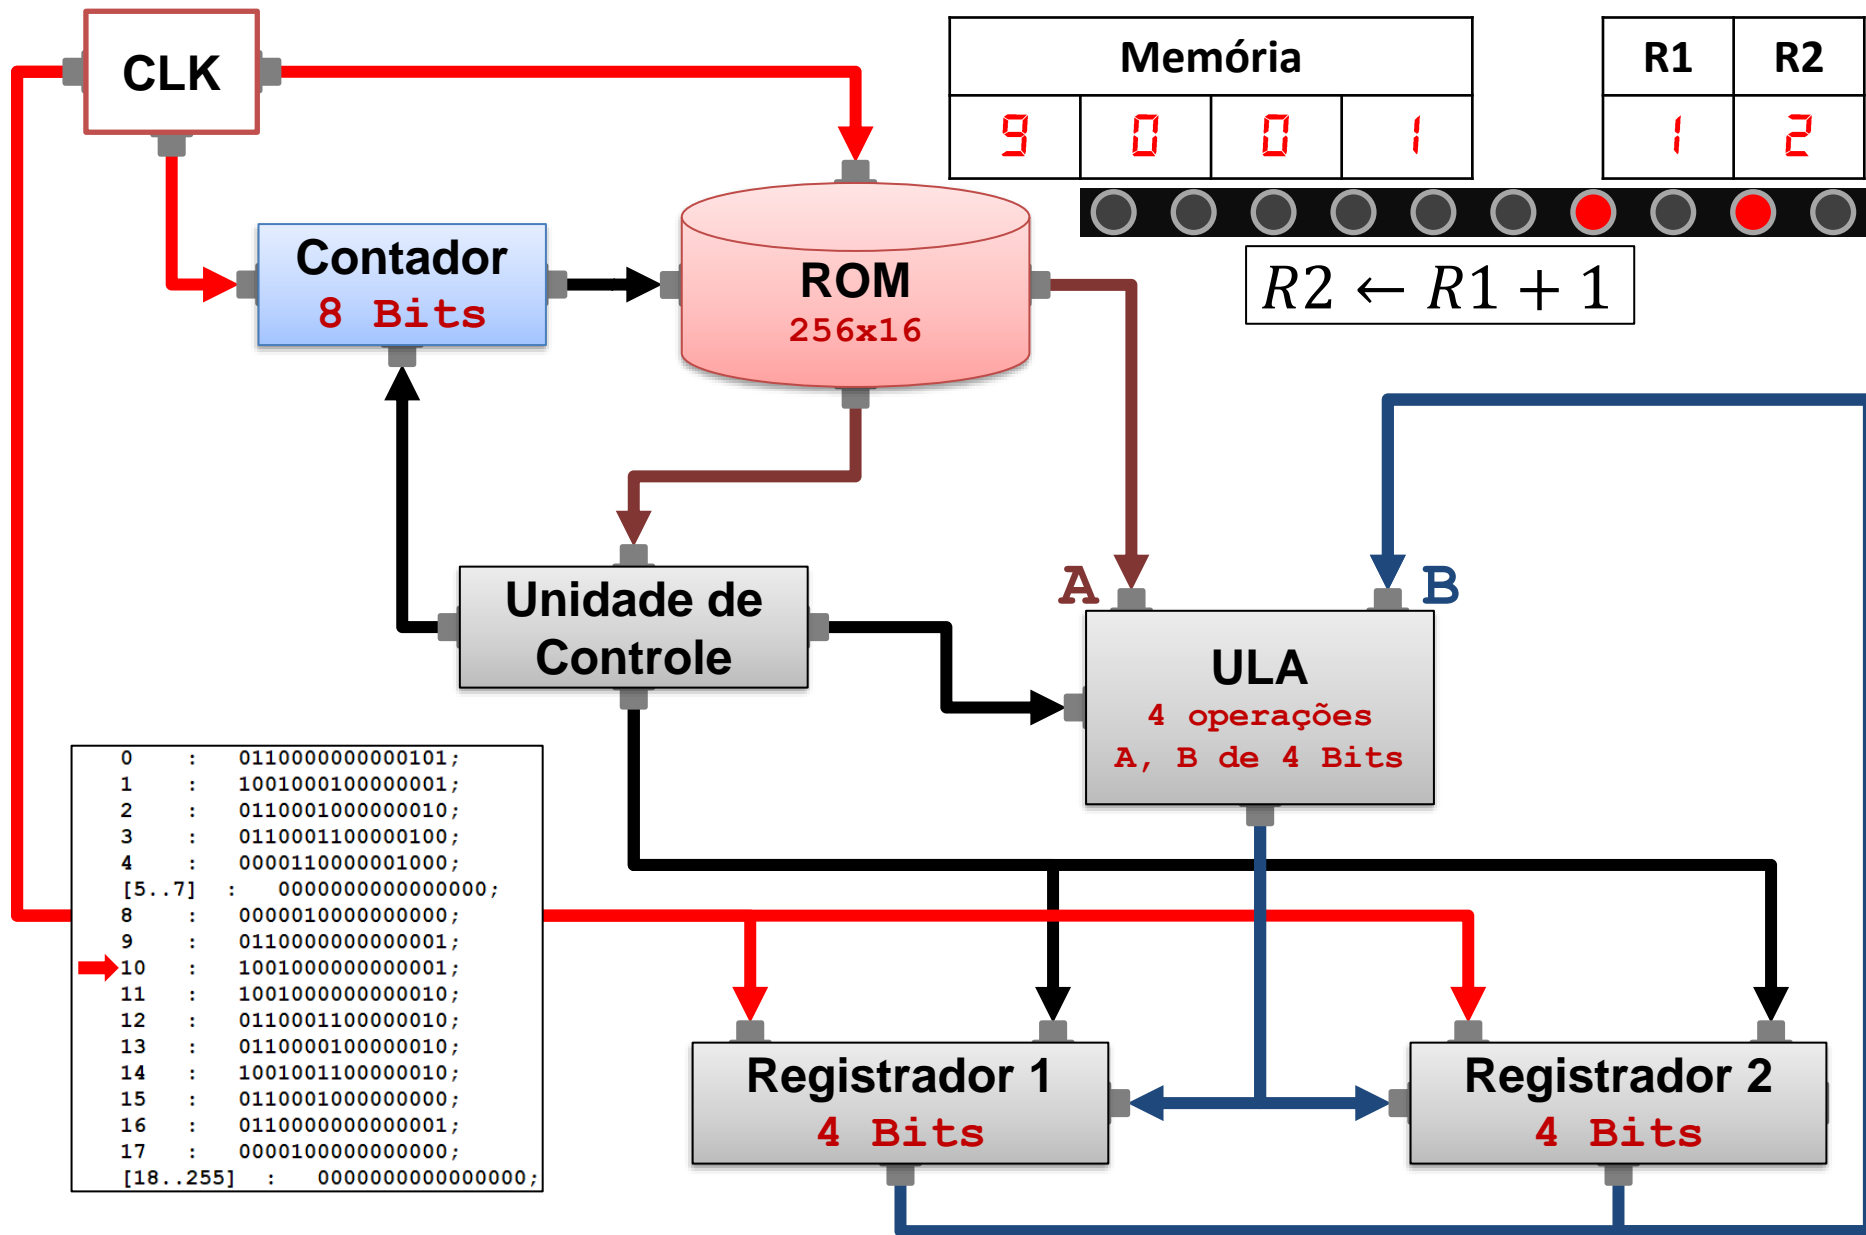 CLK
Memória
R1 R2
9 0 0 1
1 2
Contador
8 Bits
ROM
256x16
R2 ← R1 + 1
A
B
Unidade de
Controle
ULA
4 operações
A, B de 4 Bits
0 : 0110000000000101;
1 : 1001000100000001;
2 : 0110001000000010;
3 : 0110001100000100;
4 : 0000110000001000;
[5..7] : 0000000000000000;
8 : 0000010000000000;
9 : 0110000000000001;
10 : 1001000000000001;
11 : 1001000000000010;
12 : 0110001100000010;
13 : 0110000100000010;
14 : 1001001100000010;
15 : 0110001000000000;
16 : 0110000000000001;
17 : 0000100000000000;
[18..255] : 0000000000000000;
Registrador 1
4 Bits
Registrador 2
4 Bits